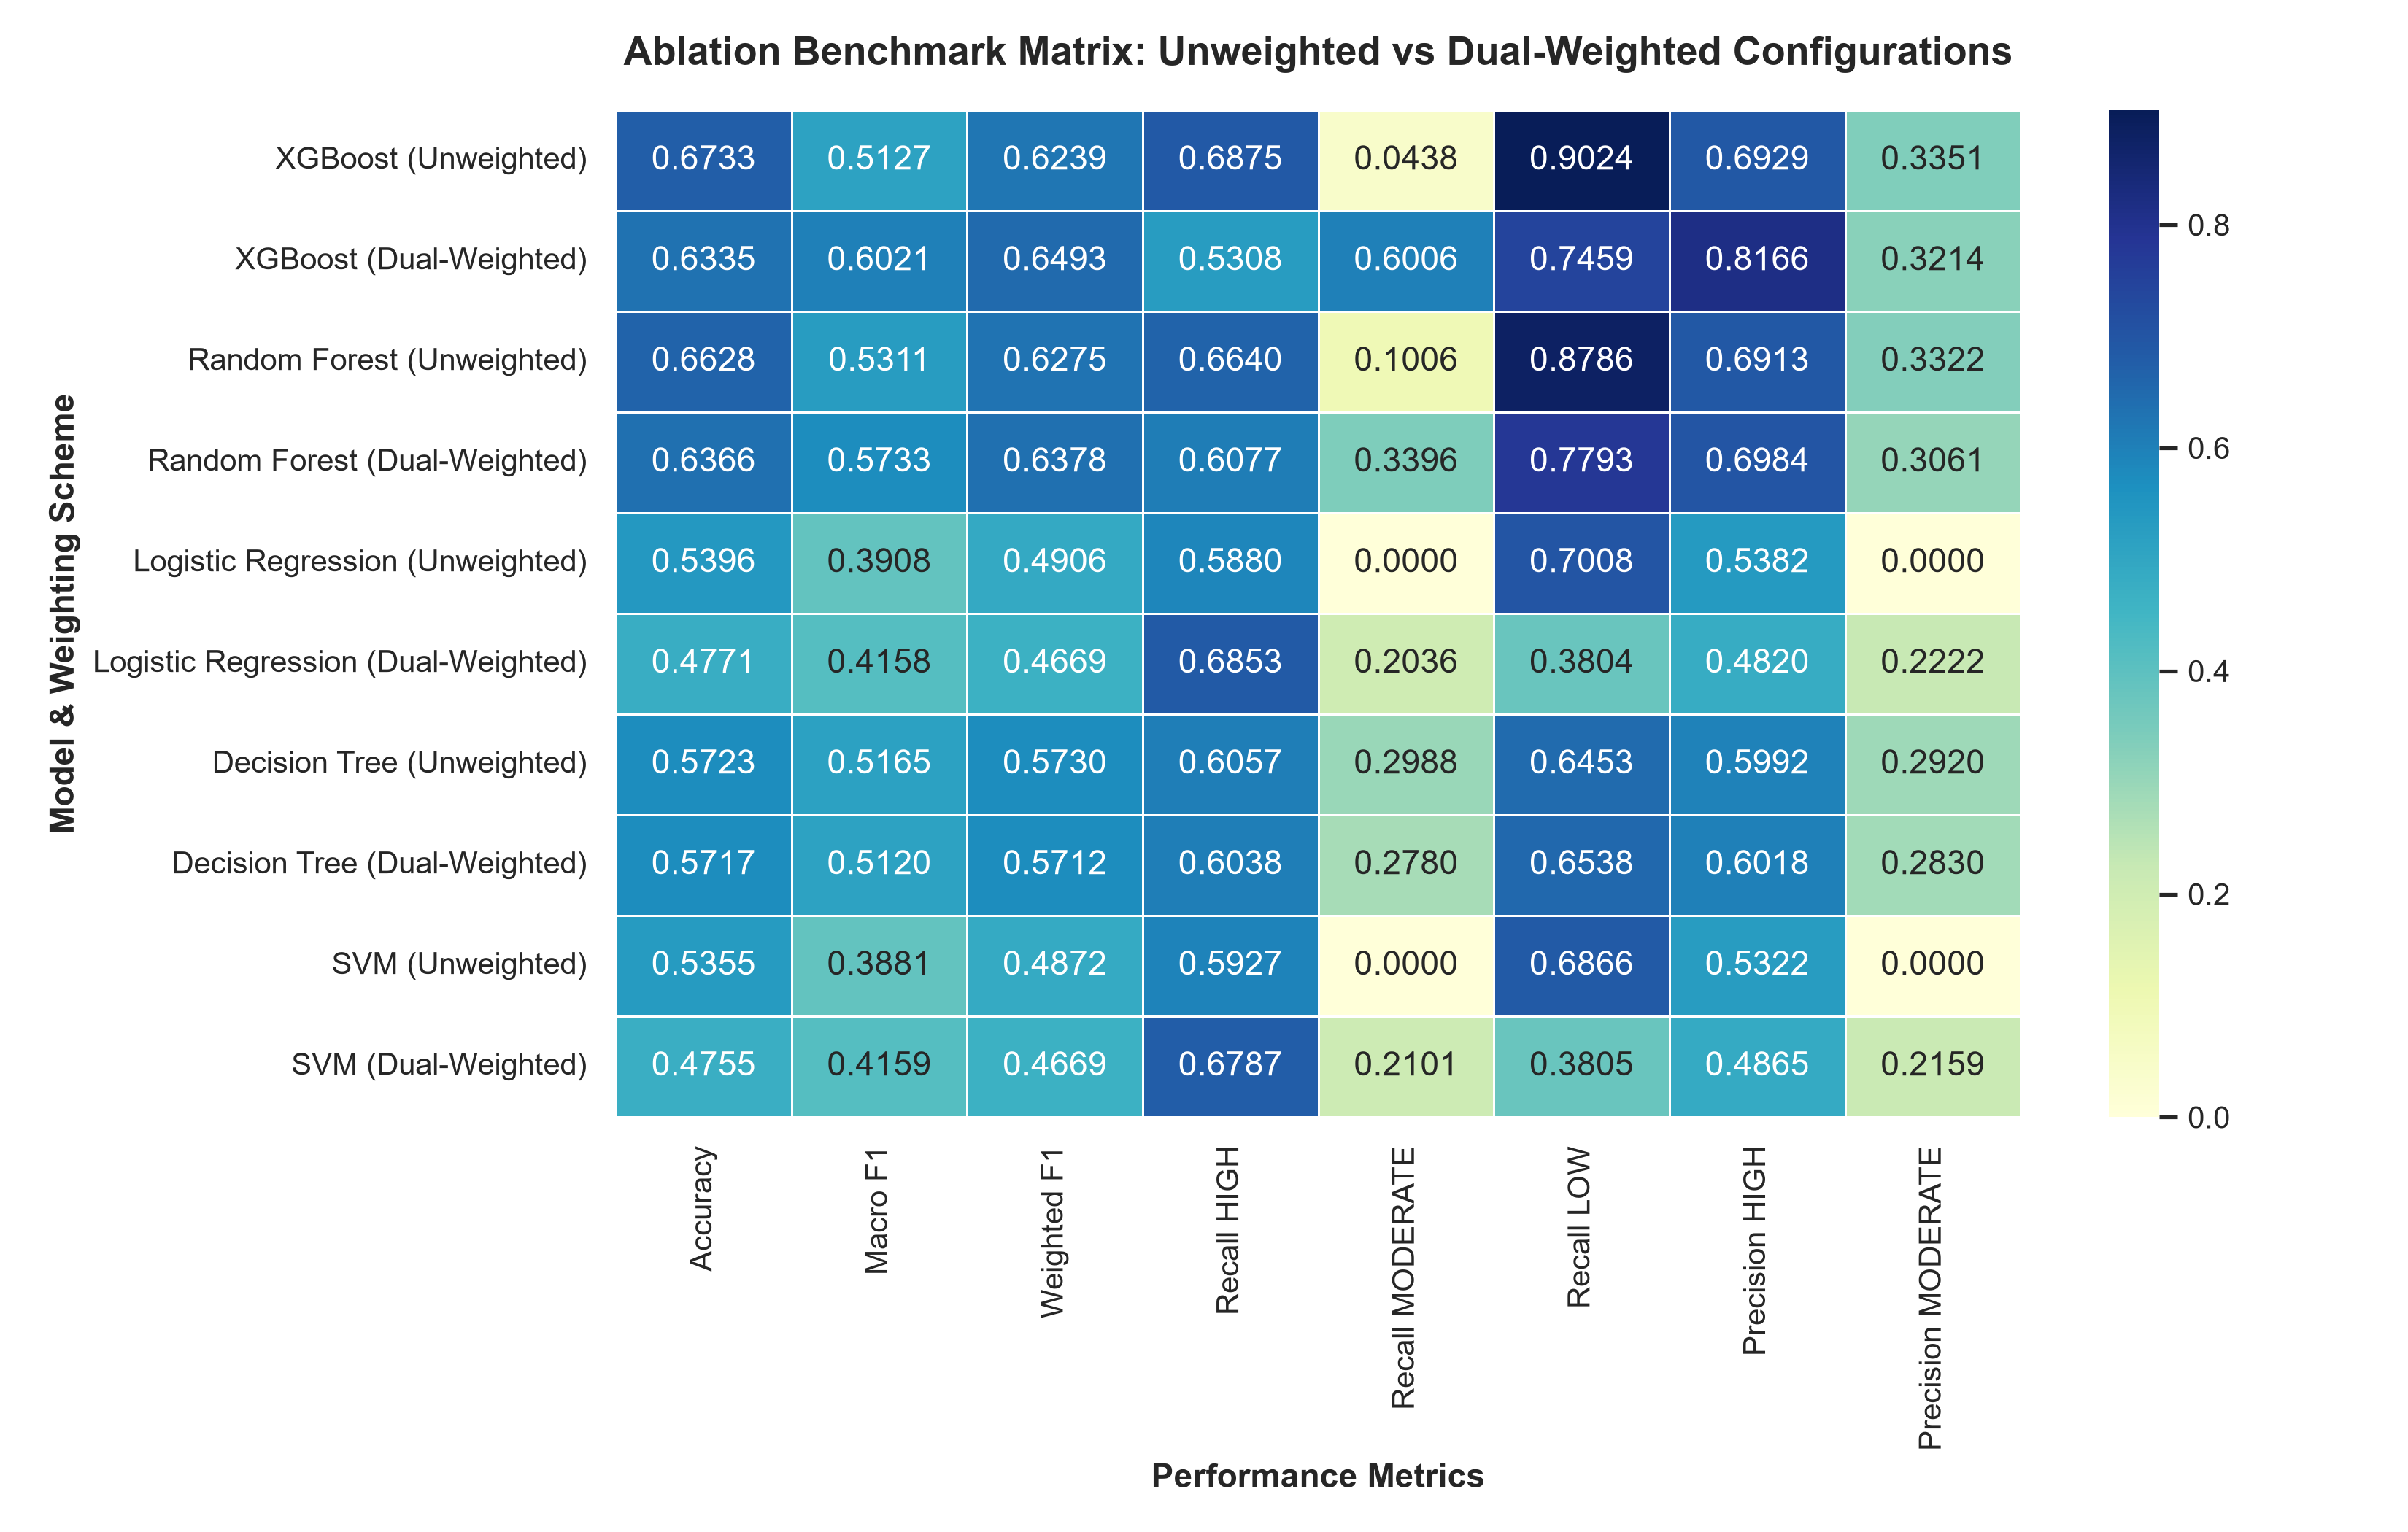 Ablation Benchmark Matrix: Unweighted vs Dual-Weighted Configurations
Model & Weighting Scheme
XGBoost (Unweighted) 0.6733 0.5127 0.6239 0.6875 0.0438 0.9024 0.6929 0.3351
XGBoost (Dual-Weighted) 0.6335 0.6021 0.6493 0.5308 0.6006 0.7459 0.8166 0.3214
Random Forest (Unweighted) 0.6628 0.5311 0.6275 0.6640 0.1006 0.8786 0.6913 0.3322
Random Forest (Dual-Weighted) 0.6366 0.5733 0.6378 0.6077 0.3396 0.7793 0.6984 0.3061
Logistic Regression (Unweighted) 0.5396 0.3908 0.4906 0.5880 0.0000 0.7008 0.5382 0.0000
Logistic Regression (Dual-Weighted) 0.4771 0.4158 0.4669 0.6853 0.2036 0.3804 0.4820 0.2222
Decision Tree (Unweighted) 0.5723 0.5165 0.5730 0.6057 0.2988 0.6453 0.5992 0.2920
Decision Tree (Dual-Weighted) 0.5717 0.5120 0.5712 0.6038 0.2780 0.6538 0.6018 0.2830
SVM (Unweighted) 0.5355 0.3881 0.4872 0.5927 0.0000 0.6866 0.5322 0.0000
SVM (Dual-Weighted) 0.4755 0.4159 0.4669 0.6787 0.2101 0.3805 0.4865 0.2159
Accuracy
Macro F1
Weighted F1
Recall HIGH
Recall MODERATE
Recall LOW
Precision HIGH
Precision MODERATE
Performance Metrics
0.8
0.6
0.4
0.2
0.0